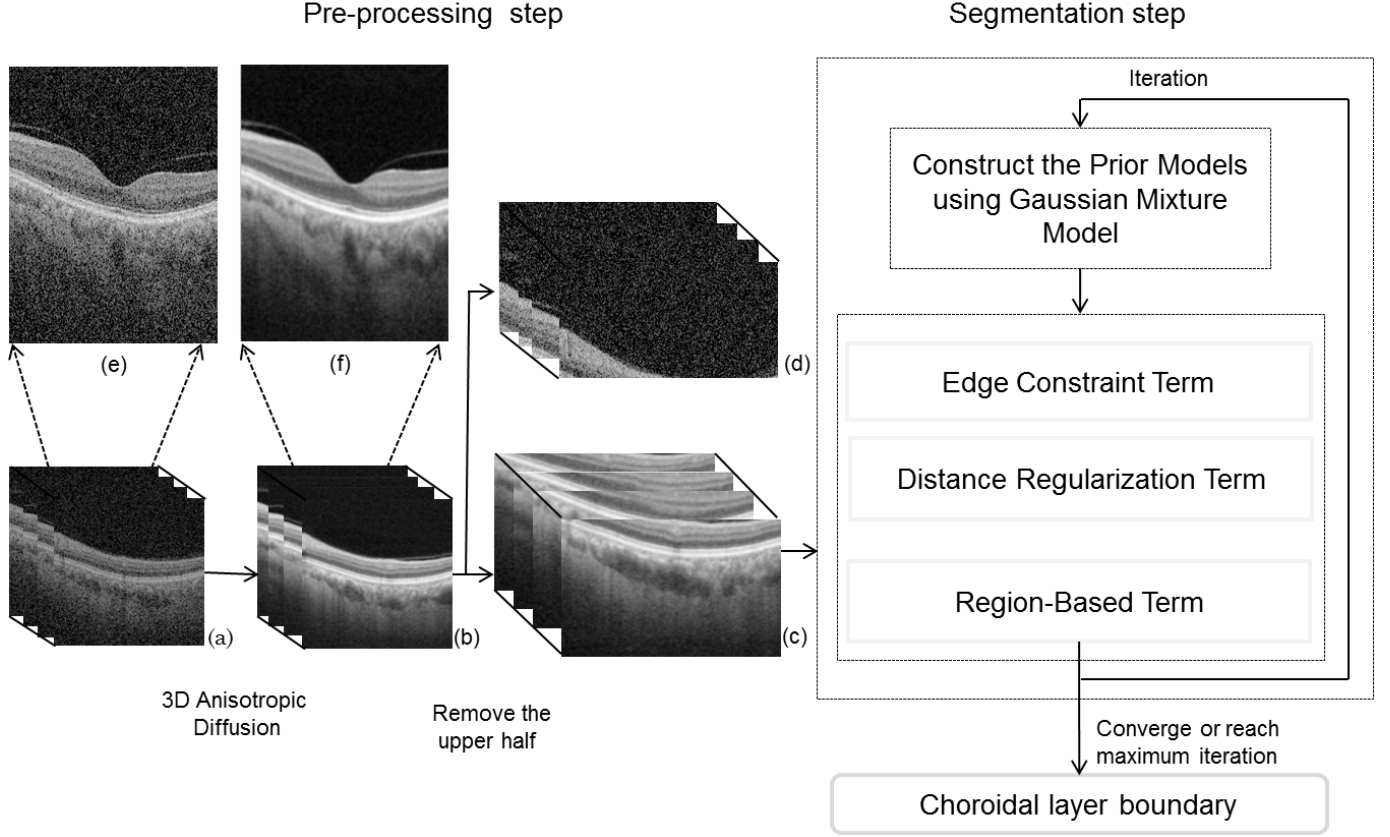 Pre-processing step
Segmentation step
(e)
(f)
(d)
(a)
(b)
(c)
3D Anisotropic
Diffusion
Remove the
upper half
Iteration
Construct the Prior Models
using Gaussian Mixture
Model
Edge Constraint Term
Distance Regularization Term
Region-Based Term
Converge or reach
maximum iteration
Choroidal layer boundary